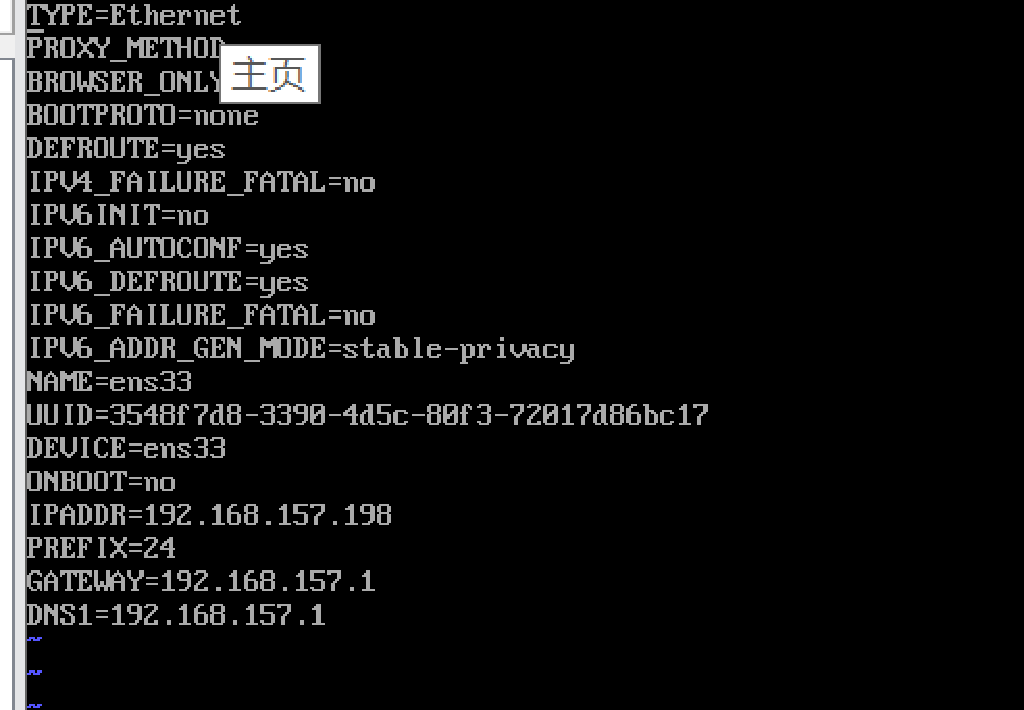 TYPE=Ethernet
PROXY_METHOD
主页
BROWSER_ONLY
BOOTPROTO=none
DEFROUTE=yes
IPV4_FAILURE_FATAL=no
IPV6INIT=no
IPV6_AUTOCONF=yes
IPV6_DEFROUTE=yes
IPV6_FAILURE_FATAL=no
IPV6_ADDR_GEN_MODE=stable-privacy
NAME=ens33
UUID=3548f7d8-3390-4d5c-80f3-72017d86bc17
DEVICE=ens33
ONBOOT=no
IPADDR=192.168.157.198
PREFIX=24
GATEWAY=192.168.157.1
DNS1=192.168.157.1
~
~
~